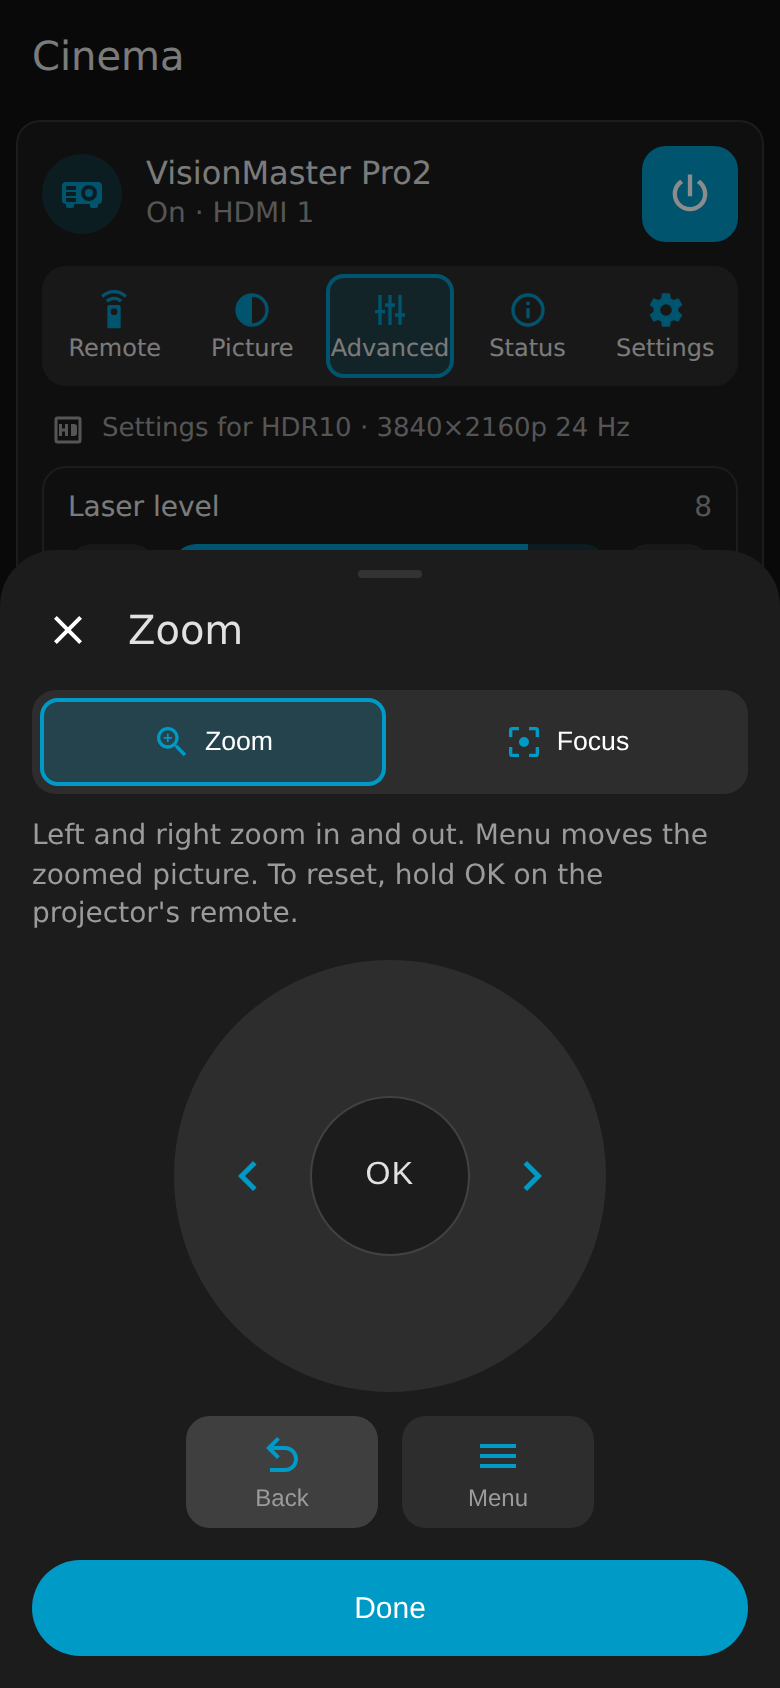 Cinema
VisionMaster Pro2
On · HDMI 1
Remote
Picture
Advanced
Status
Settings
HD
Settings for HDR10 · 3840×2160p 24 Hz
Laser level
8
Zoom
Zoom
Focus
Left and right zoom in and out. Menu moves the
zoomed picture. To reset, hold OK on the
projector's remote.
OK
Back
Menu
Done